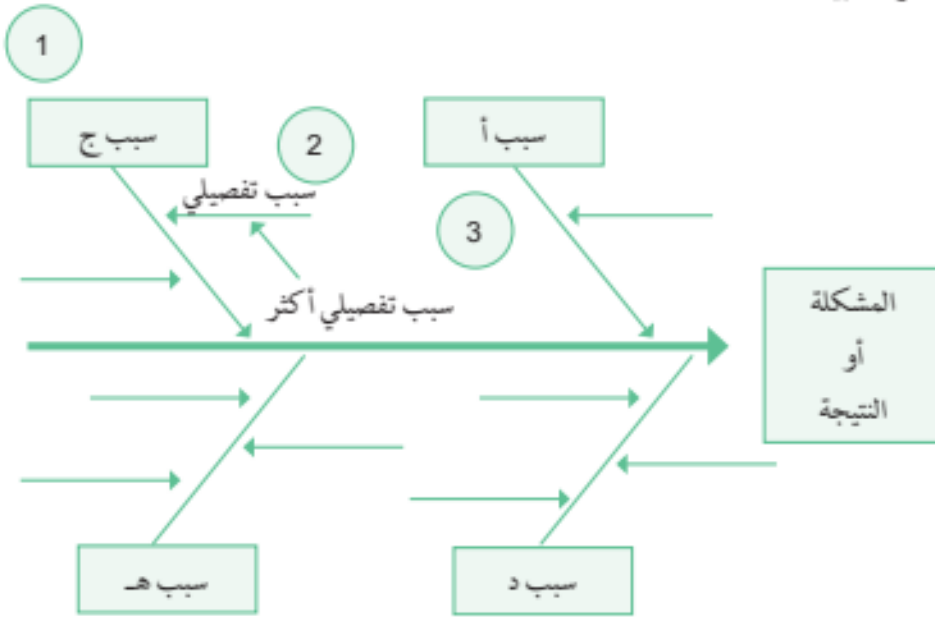 1
سبب أ
سبب ج
2
سبب تفصيلي
3
سبب تفصيلي أكثر
المشكلة
أو
النتيجة
سبب د
سبب هـ